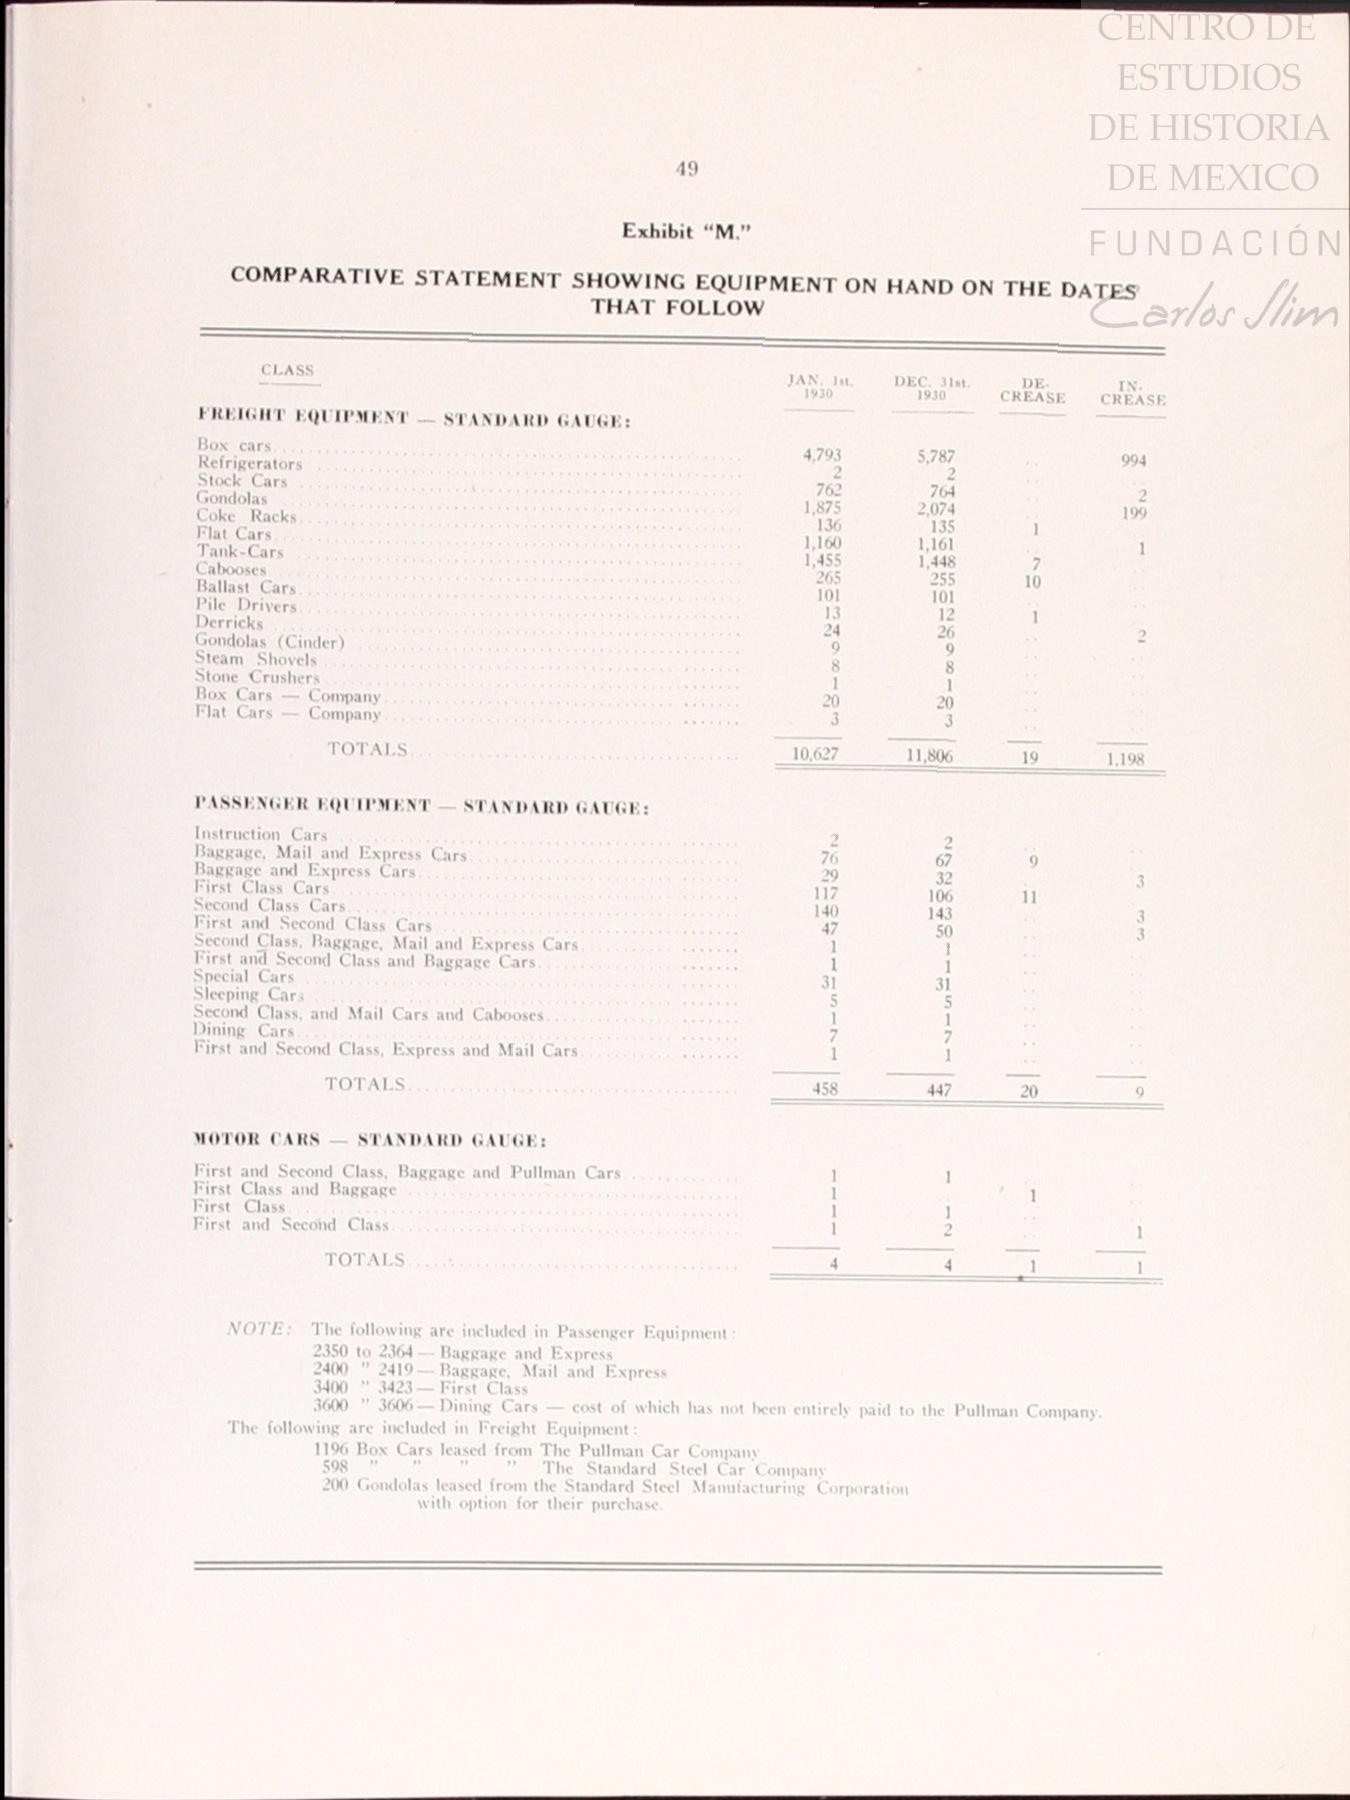 CENTRO DE
ESTUDIOS
DE HISTORIA
DE MEXICO
FUNDACIÓN
Carlos Slim
49
Exhibit “M.”
COMPARATIVE STATEMENT SHOWING EQUIPMENT ON HAND ON THE DATES
THAT FOLLOW
CLASS JAN. 1st. 1930 DEC. 31st. 1930 DE-CREASE IN-CREASE
FREIGHT EQUIPMENT — STANDARD GAUGE:
Box cars 4,793 5,787 .. 994
Refrigerators 2 2 .. ..
Stock Cars 762 764 .. 2
Gondolas 1,875 2,074 .. 199
Coke Racks 136 135 1 ..
Flat Cars 1,160 1,161 .. 1
Tank-Cars 1,455 1,448 7 ..
Cabooses 265 255 10 ..
Ballast Cars 101 101 .. ..
Pile Drivers 13 12 1 ..
Derricks 24 26 .. 2
Gondolas (Cinder) 9 9 .. ..
Steam Shovels 8 8 .. ..
Stone Crushers 1 1 .. ..
Box Cars — Company 20 20 .. ..
Flat Cars — Company 3 3 .. ..
TOTALS 10,627 11,806 19 1,198
PASSENGER EQUIPMENT — STANDARD GAUGE:
Instruction Cars 2 2 .. ..
Baggage, Mail and Express Cars 76 67 9 ..
Baggage and Express Cars 29 32 .. 3
First Class Cars 117 106 11 ..
Second Class Cars 140 143 .. 3
First and Second Class Cars 47 50 .. 3
Second Class, Baggage, Mail and Express Cars 1 1 .. ..
First and Second Class and Baggage Cars 1 1 .. ..
Special Cars 31 31 .. ..
Sleeping Cars 5 5 .. ..
Second Class, and Mail Cars and Cabooses 1 1 .. ..
Dining Cars 7 7 .. ..
First and Second Class, Express and Mail Cars 1 1 .. ..
TOTALS 458 447 20 9
MOTOR CARS — STANDARD GAUGE:
First and Second Class, Baggage and Pullman Cars 1 1 .. ..
First Class and Baggage 1 .. 1 ..
First Class 1 1 .. ..
First and Second Class 1 2 .. 1
TOTALS 4 4 1 1
NOTE: The following are included in Passenger Equipment:
2350 to 2364 — Baggage and Express
2400 " 2419 — Baggage, Mail and Express
3400 " 3423 — First Class
3600 " 3606 — Dining Cars — cost of which has not been entirely paid to the Pullman Company.
The following are included in Freight Equipment:
1196 Box Cars leased from The Pullman Car Company
598 " " " " The Standard Steel Car Company
200 Gondolas leased from the Standard Steel Manufacturing Corporation
with option for their purchase.